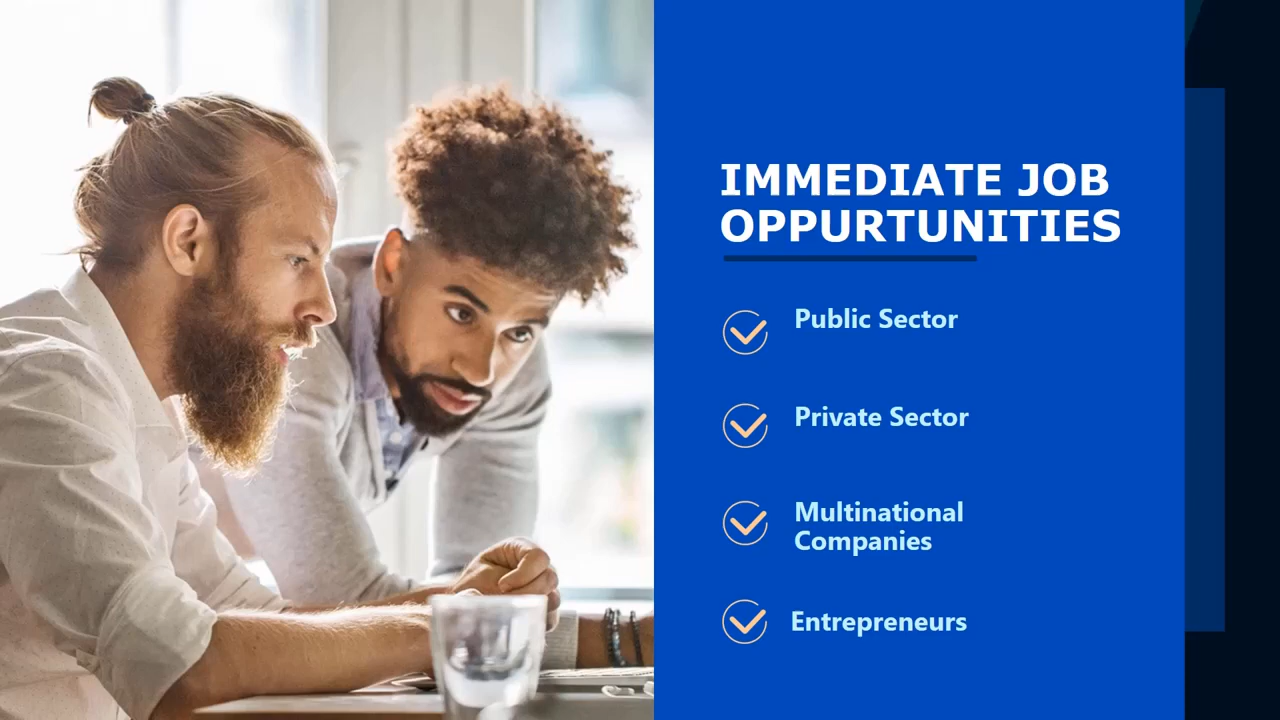 IMMEDIATE JOB
OPPURTUNITIES
Public Sector
Private Sector
Multinational
Companies
Entrepreneurs